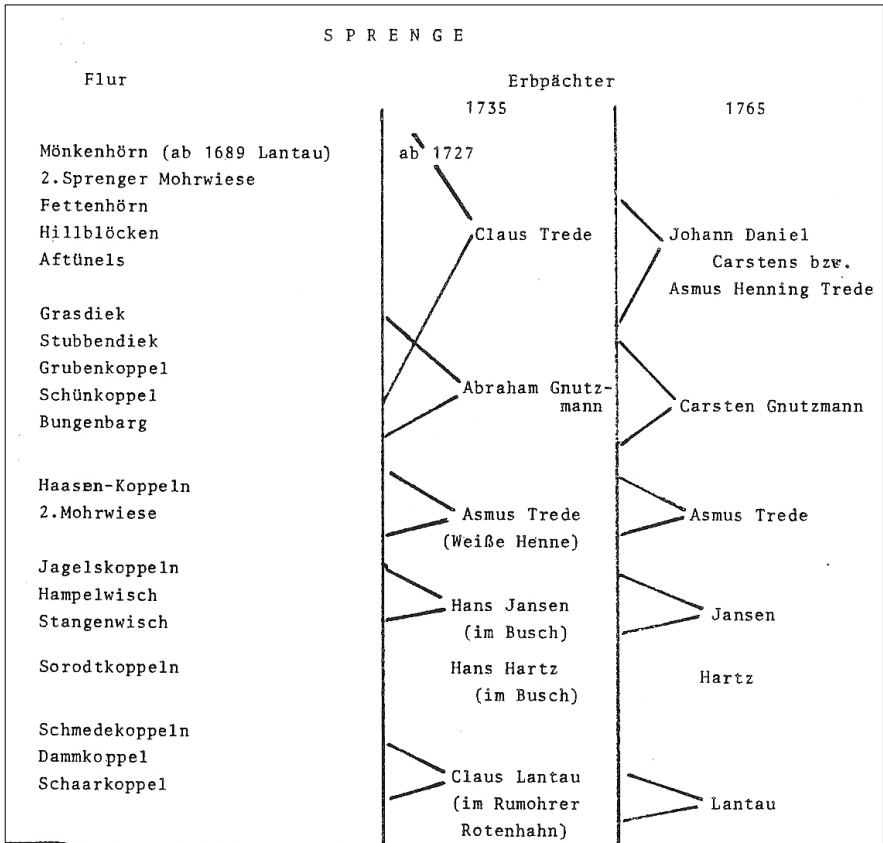 S P R E N G E
Flur Erbpächter
1735 1765
Mönkenhörn (ab 1689 Lantau) ab 1727
2.Sprenger Mohrwiese
Fettenhörn
Hillblöcken Claus Trede Johann Daniel
Aftünels Carstens bzw.
Asmus Henning Trede
Grasdiek
Stubbendiek
Grubenkoppel Abraham Gnutz-
Schünkoppel mann Carsten Gnutzmann
Bungenbarg
Haasen-Koppeln
2.Mohrwiese Asmus Trede Asmus Trede
(Weiße Henne)
Jagelskoppeln
Hampelwisch Hans Jansen Jansen
Stangenwisch (im Busch)
Sorodtkoppeln Hans Hartz Hartz
(im Busch)
Schmedekoppeln
Dammkoppel
Schaarkoppel Claus Lantau Lantau
(im Rumohrer
Rotenhahn)